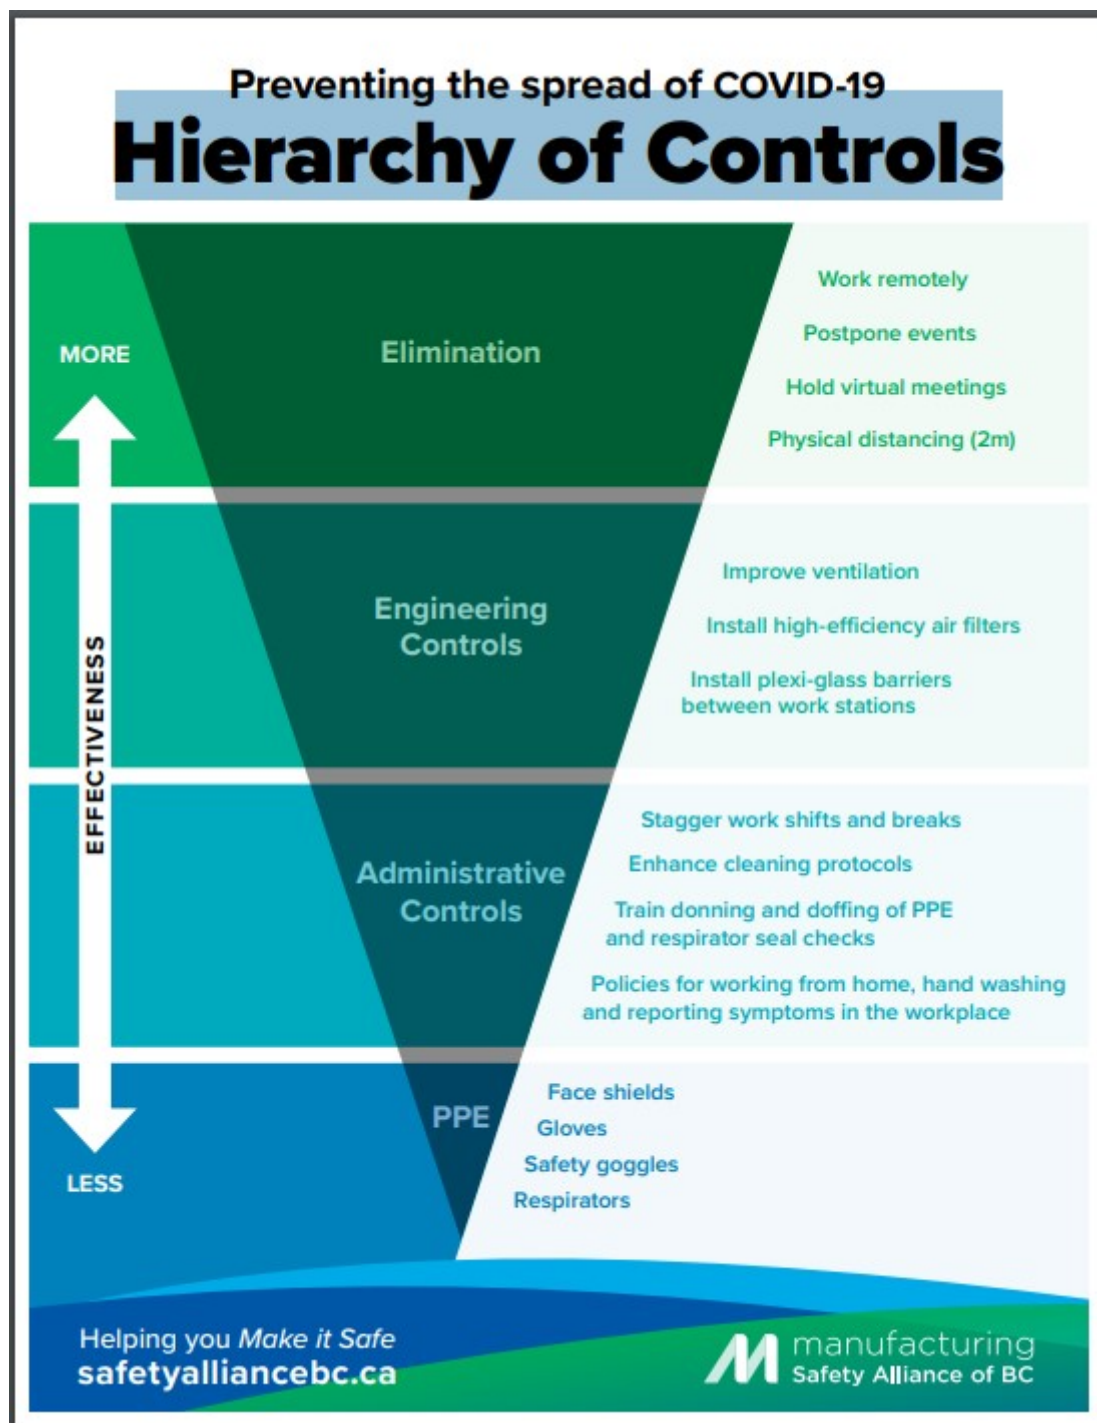 Preventing the spread of COVID-19
Hierarchy of Controls
MORE
EFFECTIVENESS
LESS
Elimination
Work remotely
Postpone events
Hold virtual meetings
Physical distancing (2m)
Engineering
Controls
Improve ventilation
Install high-efficiency air filters
Install plexi-glass barriers
between work stations
Administrative
Controls
Stagger work shifts and breaks
Enhance cleaning protocols
Train donning and doffing of PPE
and respirator seal checks
Policies for working from home, hand washing
and reporting symptoms in the workplace
PPE
Face shields
Gloves
Safety goggles
Respirators
Helping you Make it Safe
safetyalliancebc.ca
manufacturing
Safety Alliance of BC